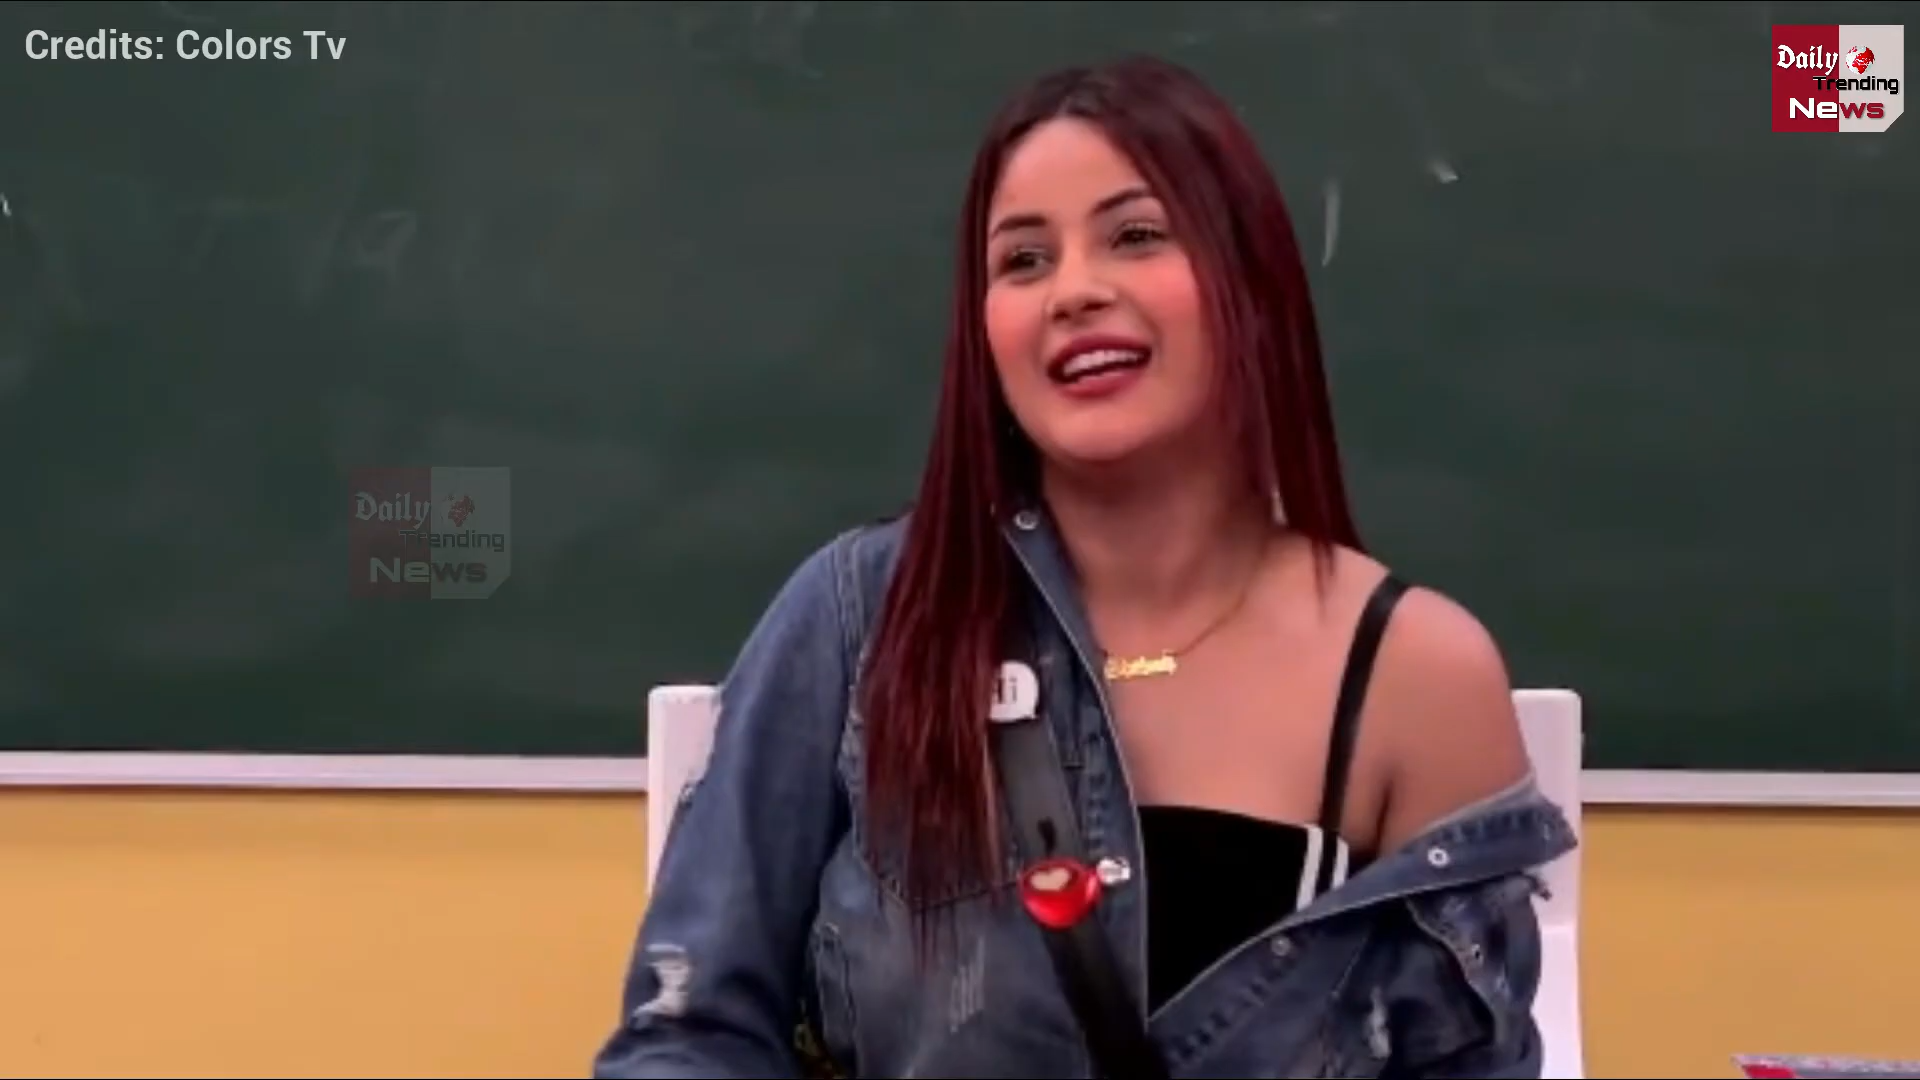 Credits: Colors Tv
Daily
Trending
News
Daily
Trending
News